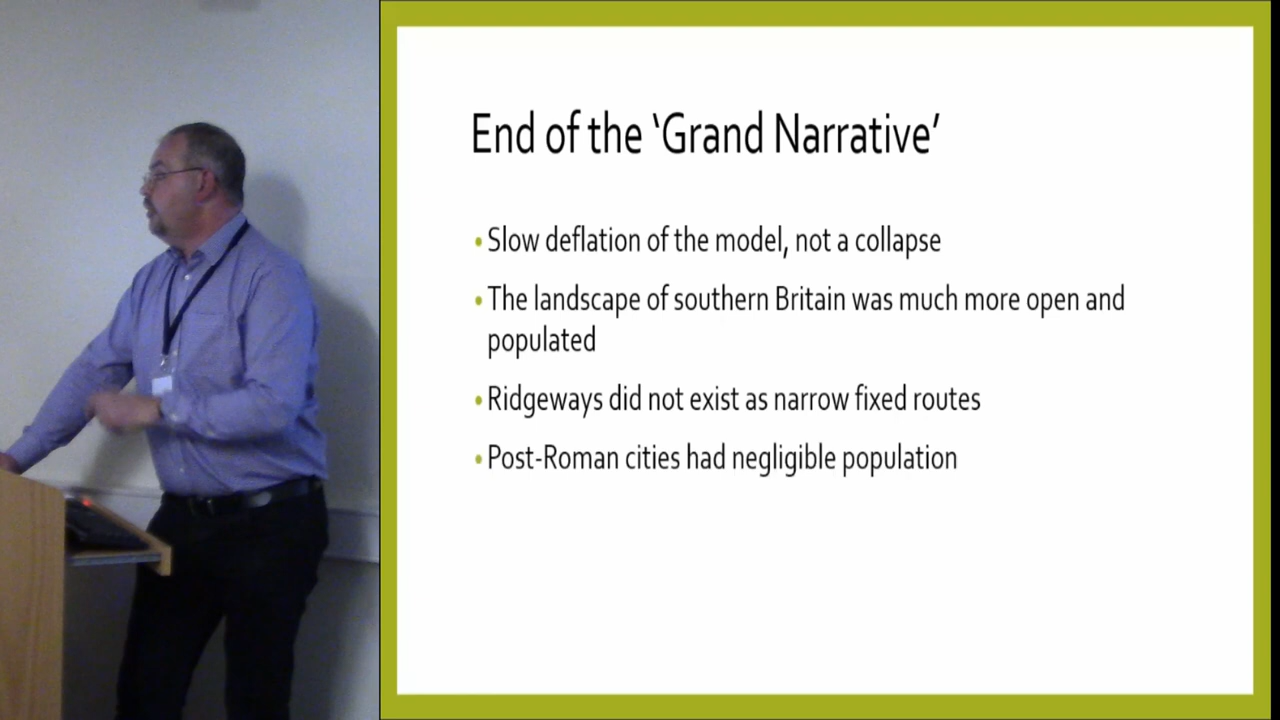 End of the ‘Grand Narrative’
• Slow deflation of the model, not a collapse
• The landscape of southern Britain was much more open and
populated
• Ridgeways did not exist as narrow fixed routes
• Post-Roman cities had negligible population